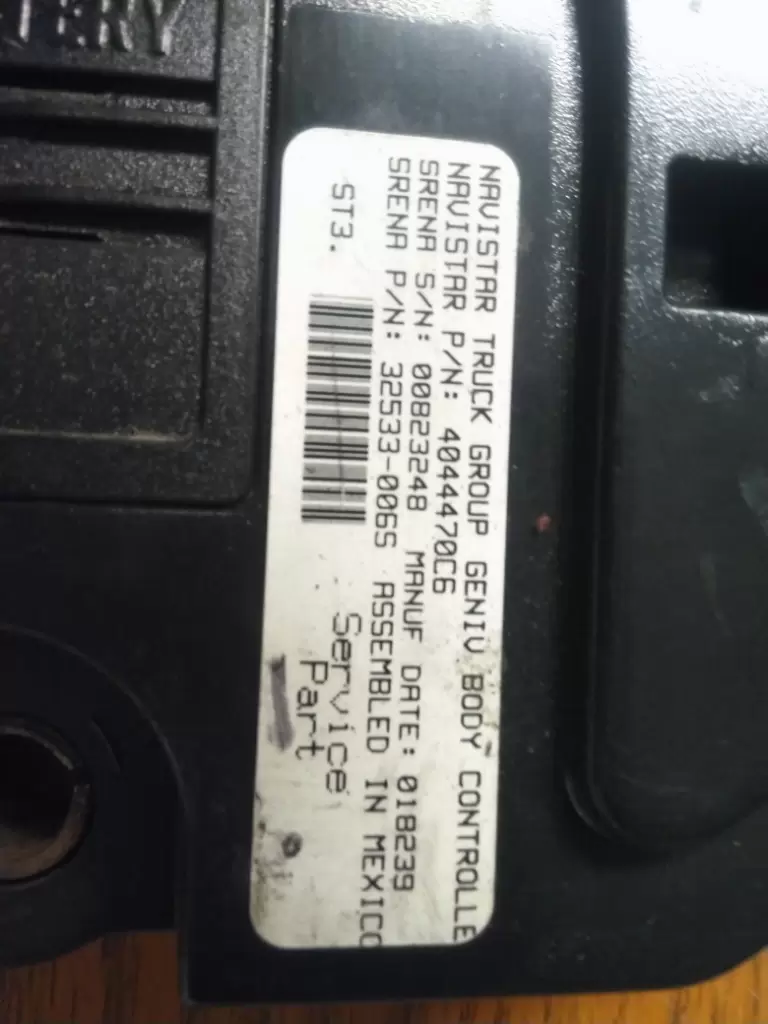 TERY
NAVISTAR TRUCK GROUP GENIV BODY CONTROLLE
NAVISTAR P/N: 4044470C6
SRENA S/N: 00823248 MANUF DATE: 018239
SRENA P/N: 32533-006S ASSEMBLED IN MEXICO
ST3.
Service
Part